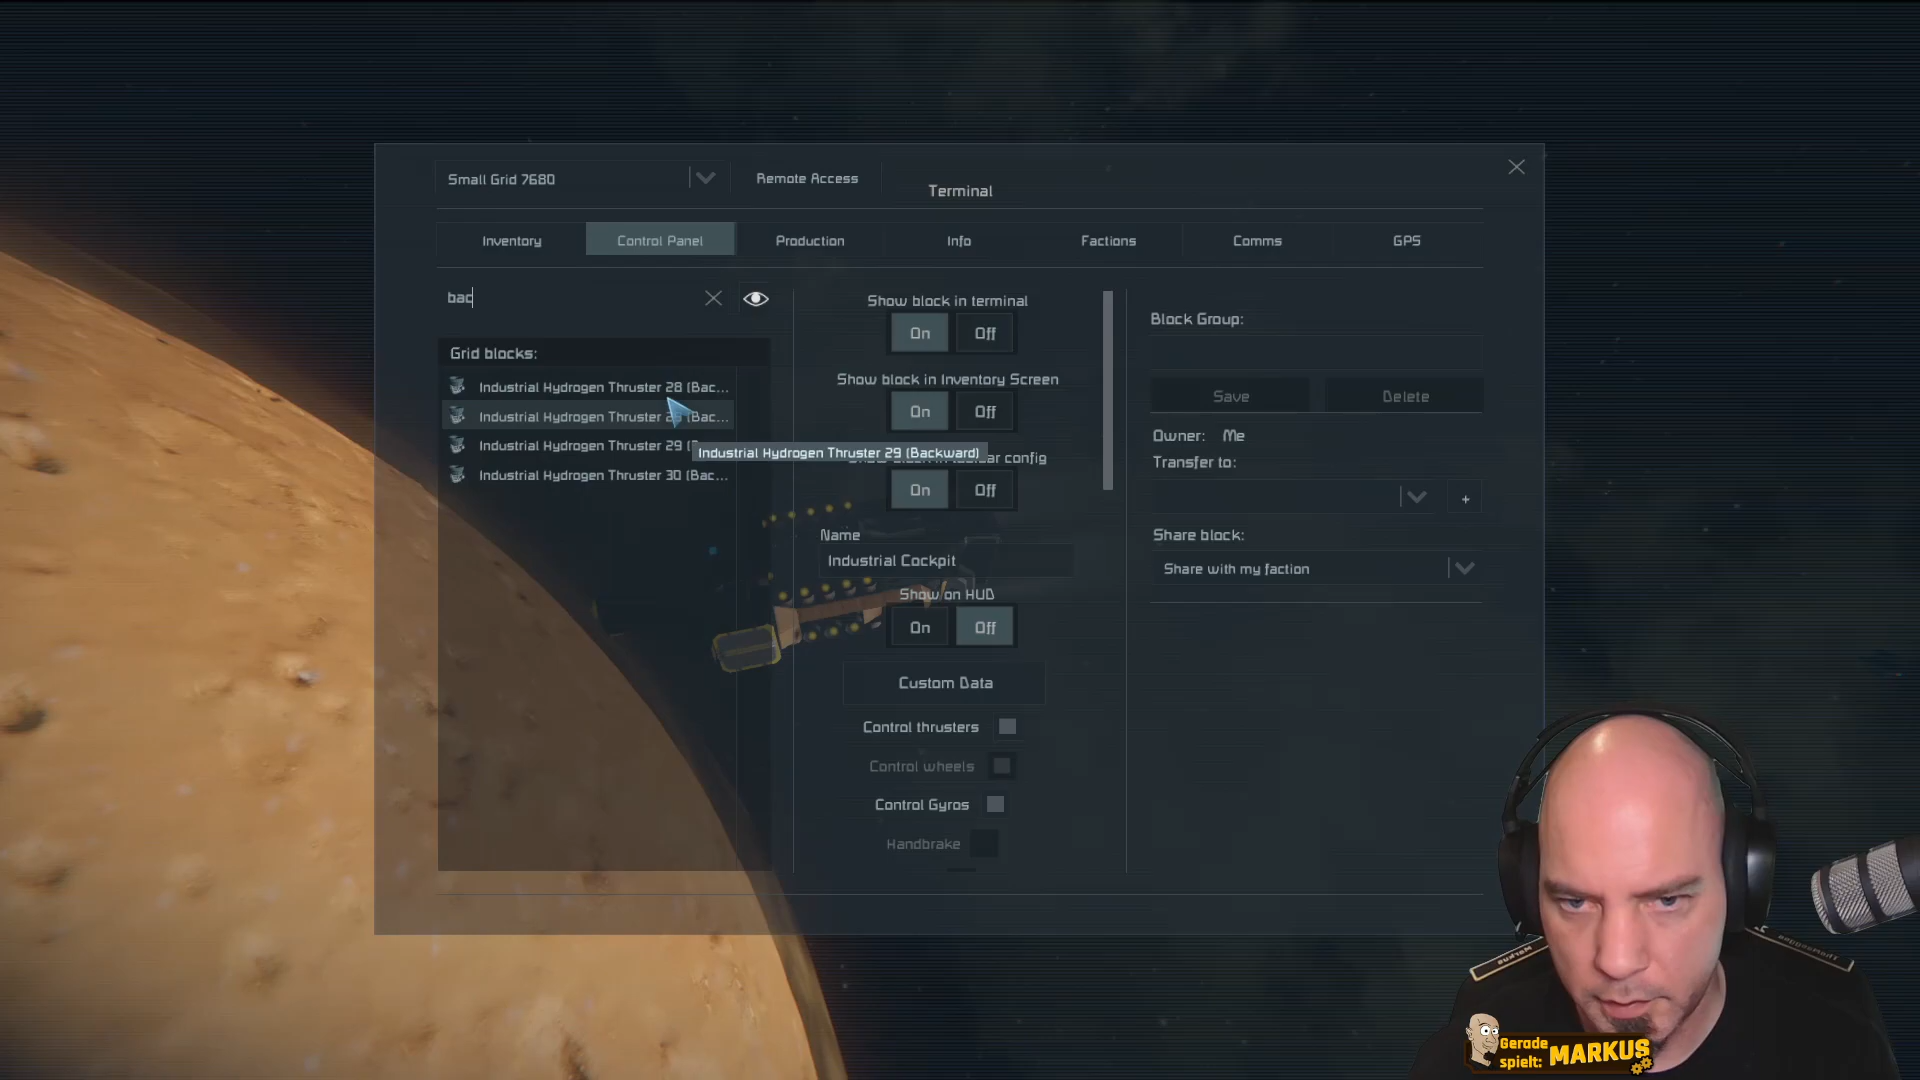 Small Grid 7680
Remote Access
Terminal
Inventory
Control Panel
Production
Info
Factions
Comms
GPS
bac
Grid blocks:
Industrial Hydrogen Thruster 28 (Bac...
Industrial Hydrogen Thruster (Bac...
Industrial Hydrogen Thruster 29 (
Industrial Hydrogen Thruster 30 (Bac...
Industrial Hydrogen Thruster 29 (Backward)
Show block in terminal
On Off
Show block in Inventory Screen
On Off
config
On Off
Name
Industrial Cockpit
Show on HUD
On Off
Custom Data
Control thrusters
Control wheels
Control Gyros
Handbrake
Block Group:
Save Delete
Owner: Me
Transfer to:
+
Share block:
Share with my faction
Gerade
spielt: MARKUS